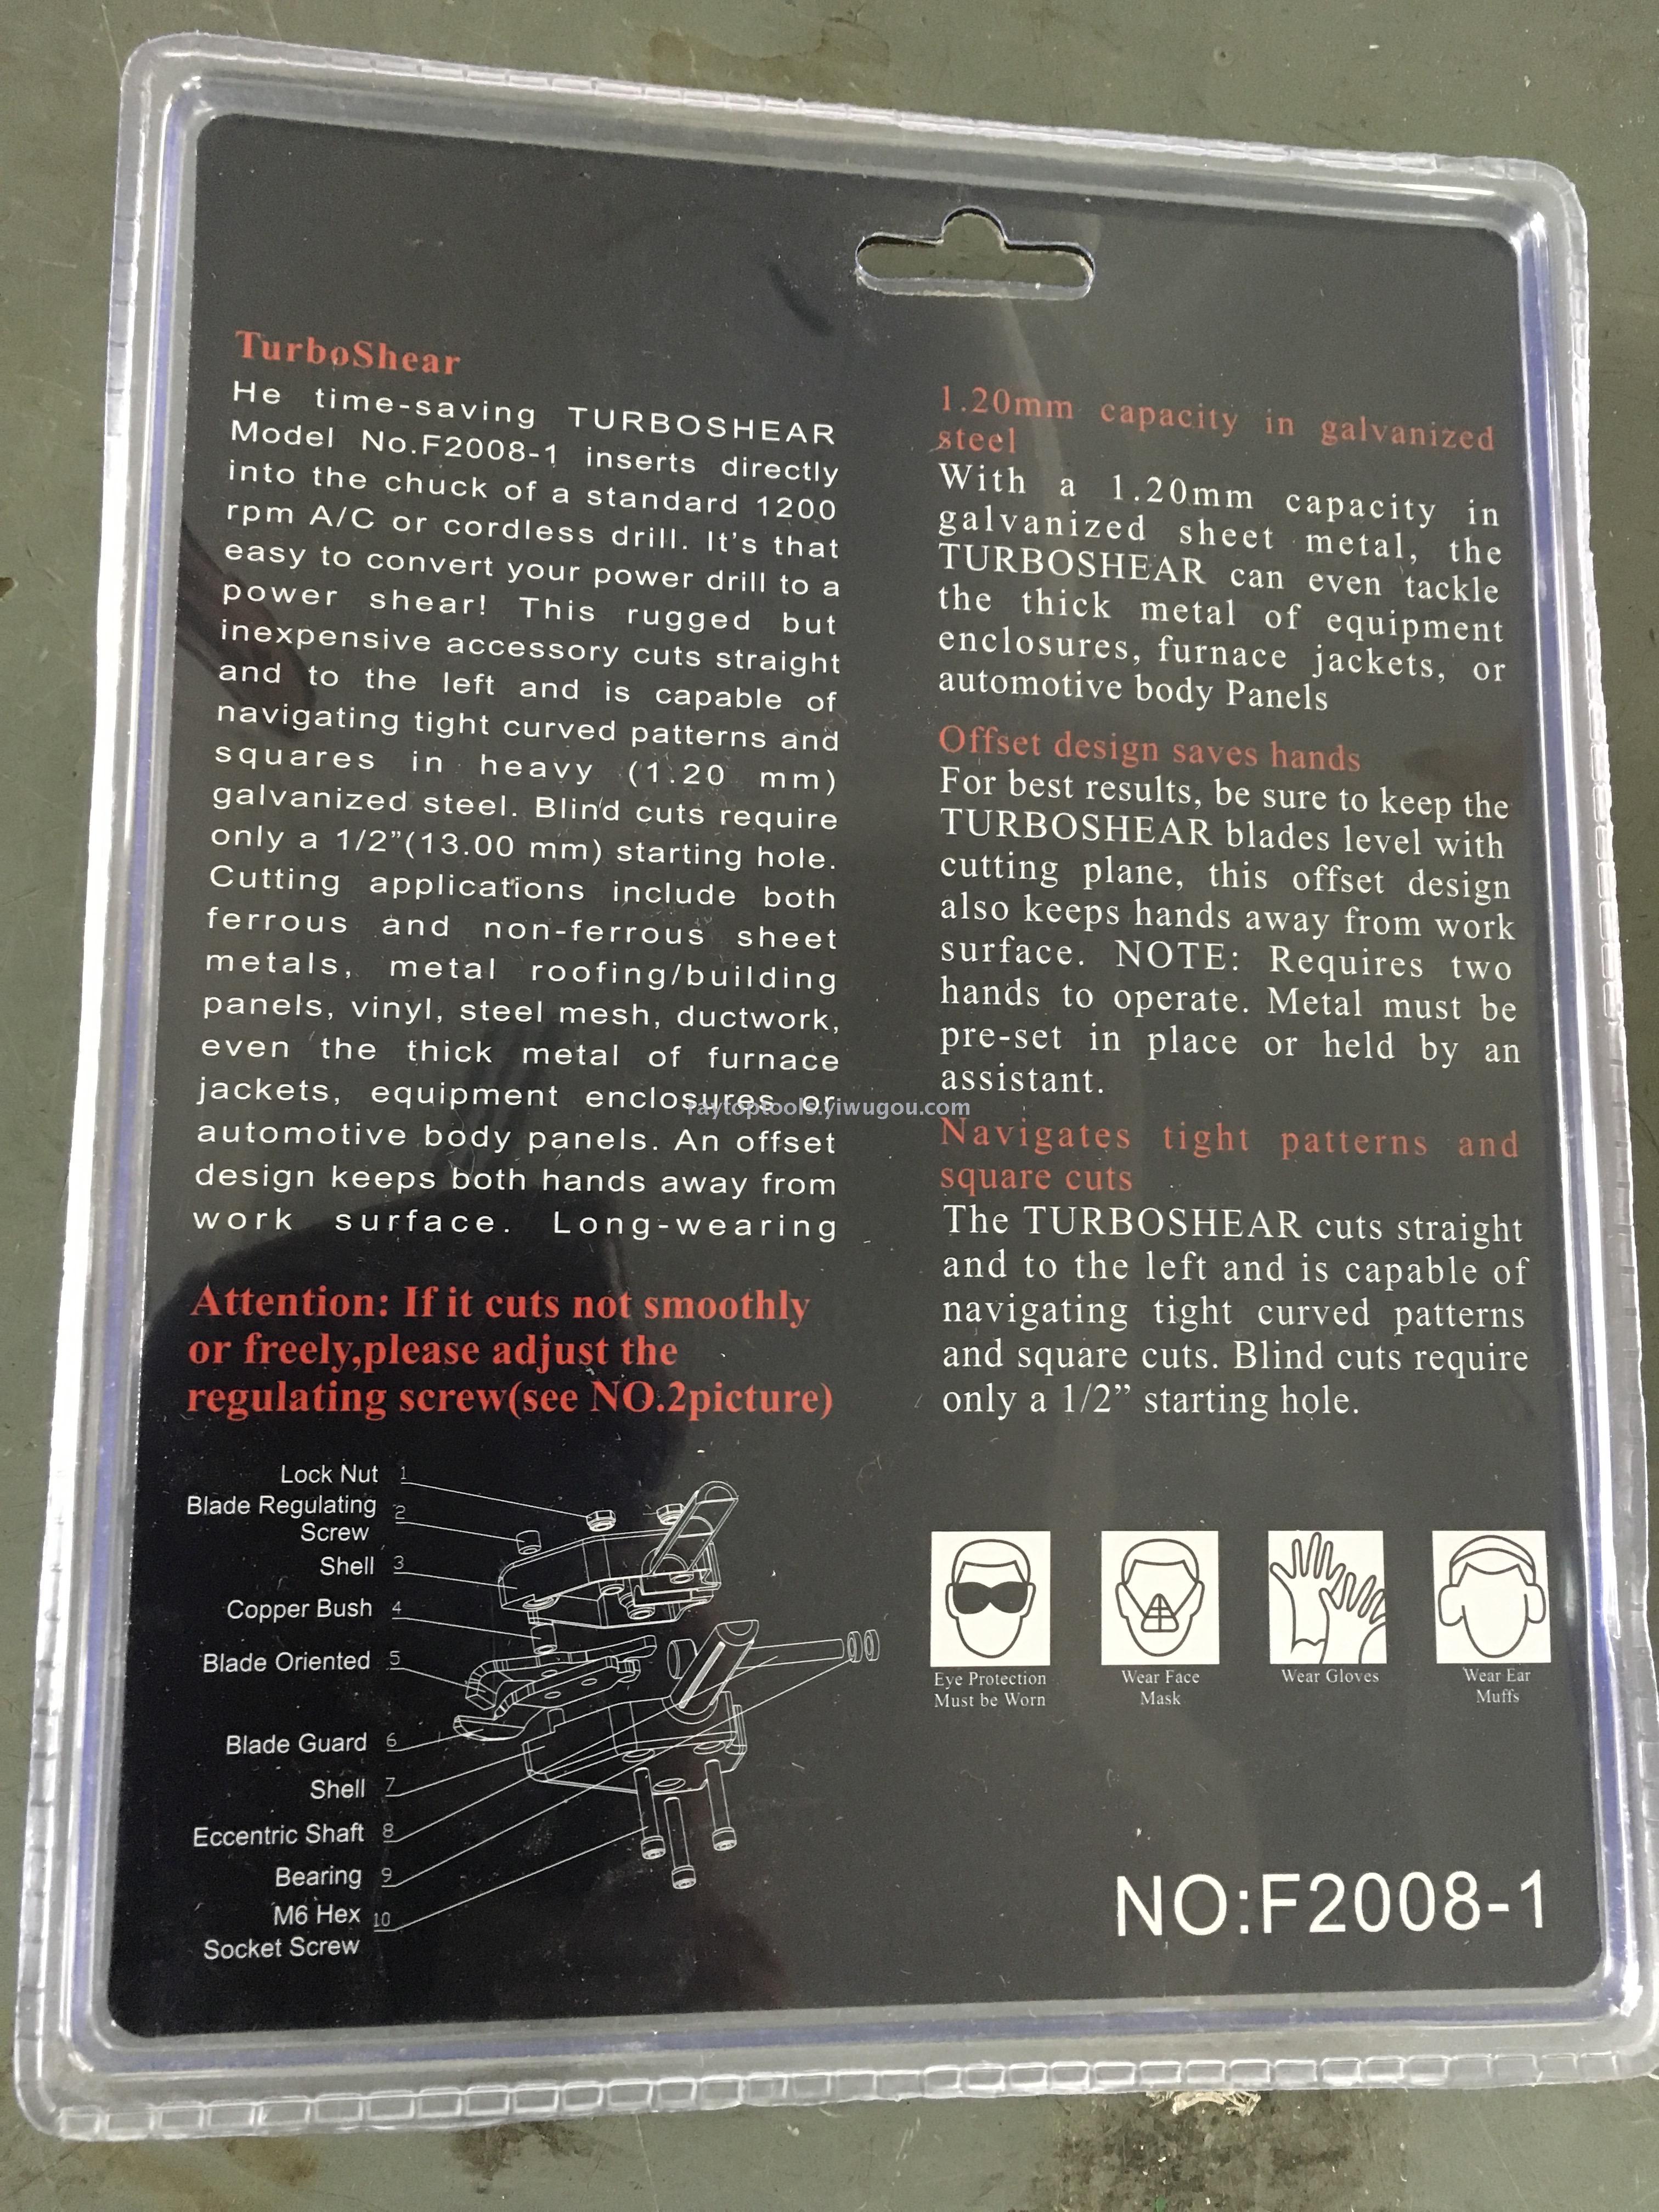 TurboShear
He time-saving TURBOSHEAR
Model No.F2008-1 inserts directly
into the chuck of a standard 1200
rpm A/C or cordless drill. It's that
easy to convert your power drill to a
power shear! This rugged but
inexpensive accessory cuts straight
and to the left and is capable of
navigating tight curved patterns and
squares in heavy (1.20 mm)
galvanized steel. Blind cuts require
only a 1/2”(13.00 mm) starting hole.
Cutting applications include both
ferrous and non-ferrous sheet
metals, metal roofing/building
panels, vinyl, steel mesh, ductwork,
even the thick metal of furnace
jackets, equipment enclosures or
automotive body panels. An offset
design keeps both hands away from
work surface. Long-wearing
Attention: If it cuts not smoothly
or freely,please adjust the
regulating screw(see NO.2picture)
Lock Nut 1
Blade Regulating 2
Screw
Shell 3
Copper Bush 4
Blade Oriented 5
Blade Guard 6
Shell 7
Eccentric Shaft 8
Bearing 9
M6 Hex 10
Socket Screw
1.20mm capacity in galvanized
steel
With a 1.20mm capacity in
galvanized sheet metal, the
TURBOSHEAR can even tackle
the thick metal of equipment
enclosures, furnace jackets, or
automotive body Panels
Offset design saves hands
For best results, be sure to keep the
TURBOSHEAR blades level with
cutting plane, this offset design
also keeps hands away from work
surface. NOTE: Requires two
hands to operate. Metal must be
pre-set in place or held by an
assistant.
Navigates tight patterns and
square cuts
The TURBOSHEAR cuts straight
and to the left and is capable of
navigating tight curved patterns
and square cuts. Blind cuts require
only a 1/2” starting hole.
Eye Protection
Must be Worn
Wear Face
Mask
Wear Gloves
Wear Ear
Muffs
NO:F2008-1
raytoptools.yiwugou.com